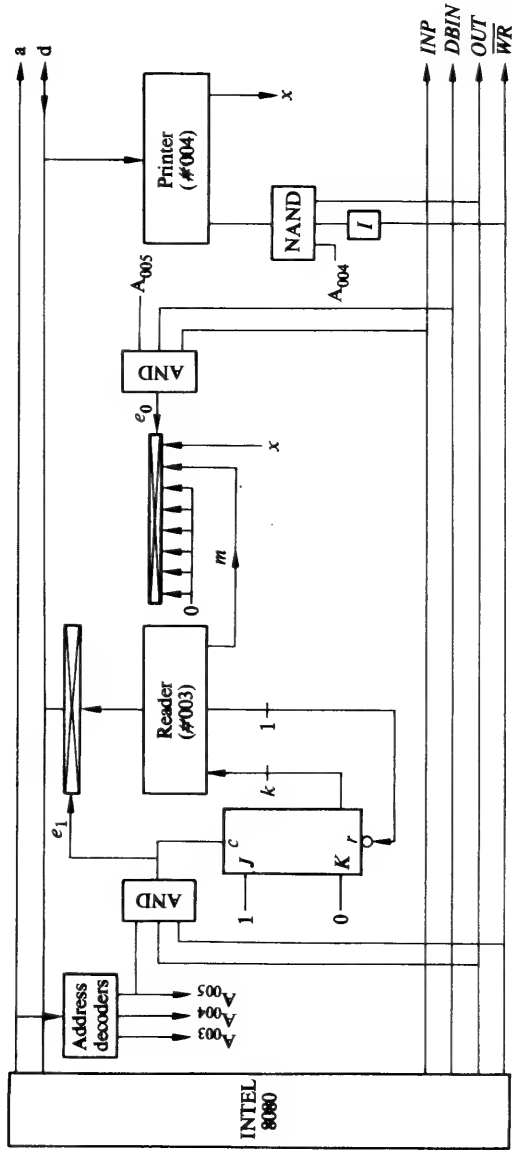 a
d
e₁
Address
decoders
A₀₀₃
A₀₀₄
A₀₀₅
AND
1
J
c
K
r
0
k
1
Reader
(#003)
m
0
e₀
x
AND
A₀₀₅
Printer
(#004)
x
NAND
A₀₀₄
I
INTEL
8080
INP
DBIN
OUT
W̅R̅